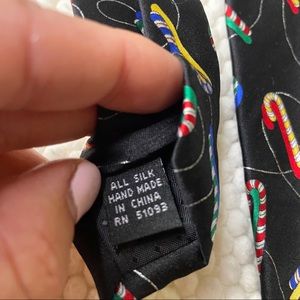 ALL SILK
HAND MADE
IN CHINA
RN 51093